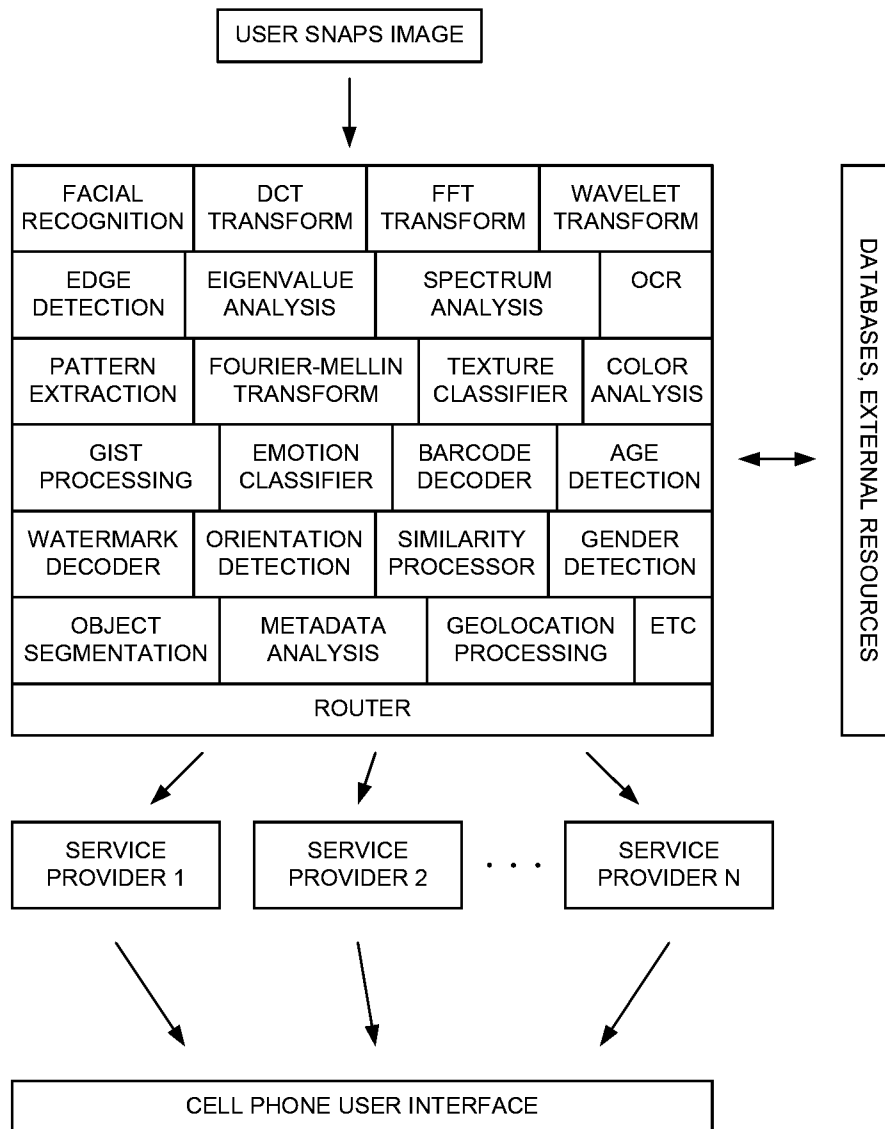 USER SNAPS IMAGE
FACIAL
RECOGNITION
DCT
TRANSFORM
FFT
TRANSFORM
WAVELET
TRANSFORM
EDGE
DETECTION
EIGENVALUE
ANALYSIS
SPECTRUM
ANALYSIS
OCR
PATTERN
EXTRACTION
FOURIER-MELLIN
TRANSFORM
TEXTURE
CLASSIFIER
COLOR
ANALYSIS
GIST
PROCESSING
EMOTION
CLASSIFIER
BARCODE
DECODER
AGE
DETECTION
WATERMARK
DECODER
ORIENTATION
DETECTION
SIMILARITY
PROCESSOR
GENDER
DETECTION
OBJECT
SEGMENTATION
METADATA
ANALYSIS
GEOLOCATION
PROCESSING
ETC
ROUTER
DATABASES, EXTERNAL RESOURCES
SERVICE
PROVIDER 1
SERVICE
PROVIDER 2
. . .
SERVICE
PROVIDER N
CELL PHONE USER INTERFACE